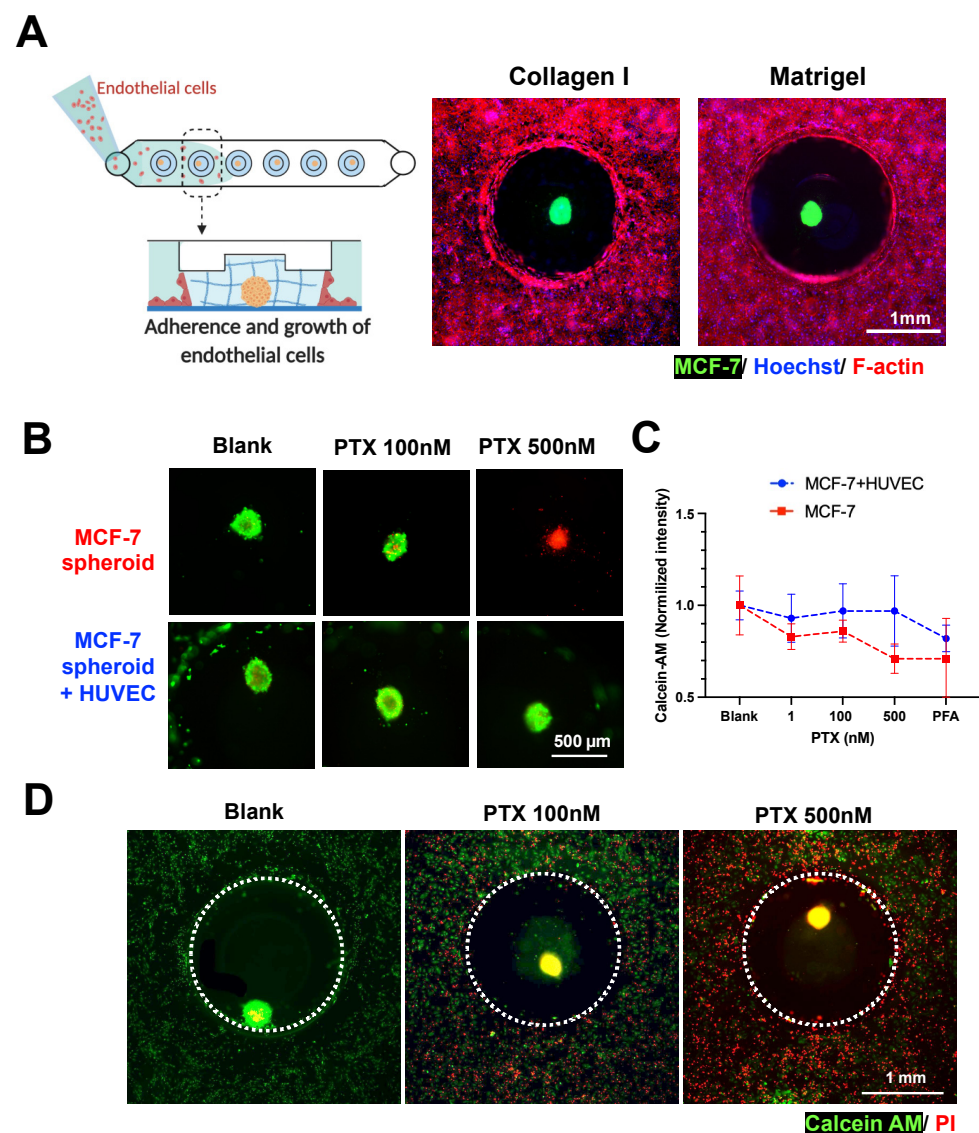 A
Endothelial cells
Adherence and growth of
endothelial cells
Collagen I
Matrigel
1mm
MCF-7/ Hoechst/ F-actin
B
Blank
PTX 100nM
PTX 500nM
MCF-7
spheroid
MCF-7
spheroid
+ HUVEC
500 µm
C
MCF-7+HUVEC
MCF-7
Calcein-AM (Normilized intensity)
1.5
1.0
0.5
Blank
1
100
500
PFA
PTX (nM)
D
Blank
PTX 100nM
PTX 500nM
1 mm
Calcein AM/ PI